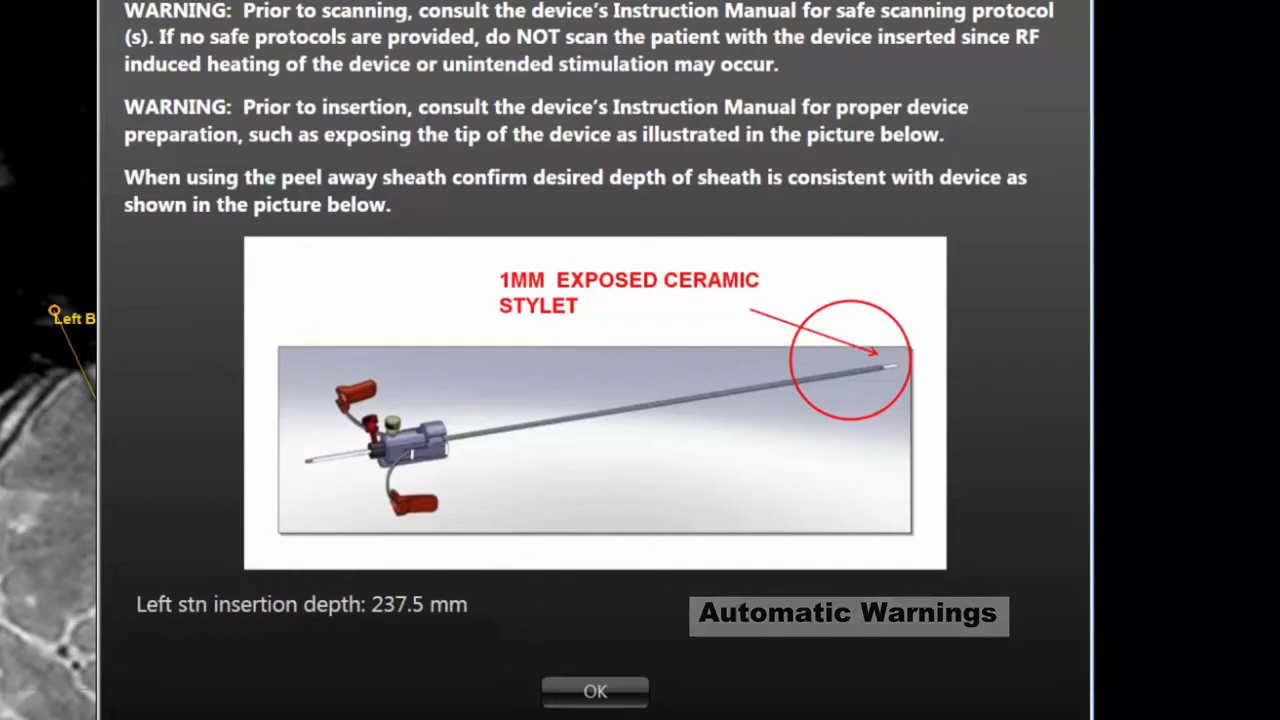 WARNING:  Prior to scanning, consult the device's Instruction Manual for safe scanning protocol
(s). If no safe protocols are provided, do NOT scan the patient with the device inserted since RF
induced heating of the device or unintended stimulation may occur.
WARNING:  Prior to insertion, consult the device's Instruction Manual for proper device
preparation, such as exposing the tip of the device as illustrated in the picture below.
When using the peel away sheath confirm desired depth of sheath is consistent with device as
shown in the picture below.
1MM  EXPOSED CERAMIC
STYLET
Left B
Left stn insertion depth: 237.5 mm
Automatic Warnings
OK